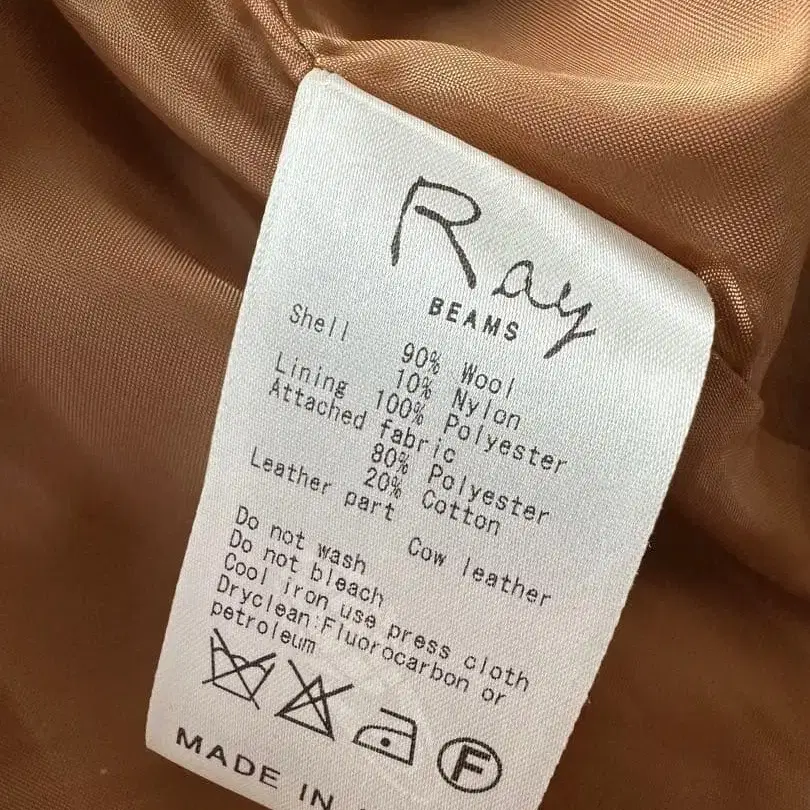 Ray
BEAMS
Shell 90% Wool
10% Nylon
Lining 100% Polyester
Attached fabric
80% Polyester
20% Cotton
Leather part
Cow leather
Do not wash
Do not bleach
Cool iron use press cloth
Dryclean:Fluorocarbon or
petroleum
F
MADE IN